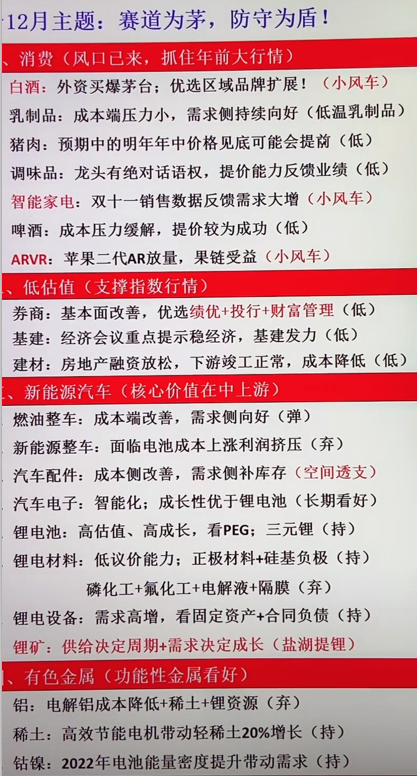 12月主题：赛道为茅，防守为盾！
、消费（风口已来，抓住年前大行情）
白酒：外资买爆茅台；优选区域品牌扩展！（小风车）
乳制品：成本端压力小，需求侧持续向好（低温乳制品）
猪肉：预期中的明年年中价格见底可能会提前（低）
调味品：龙头有绝对话语权，提价能力反馈业绩（低）
智能家电：双十一销售数据反馈需求大增（小风车）
啤酒：成本压力缓解，提价较为成功（低）
ARVR：苹果二代AR放量，果链受益（小风车）
、低估值（支撑指数行情）
券商：基本面改善，优选绩优+投行+财富管理（低）
基建：经济会议重点提示稳经济，基建发力（低）
建材：房地产融资放松，下游竣工正常，成本降低（低）
、新能源汽车（核心价值在中上游）
燃油整车：成本端改善，需求侧向好（弹）
新能源整车：面临电池成本上涨利润挤压（弃）
汽车配件：成本侧改善，需求侧补库存（空间透支）
汽车电子：智能化；成长性优于锂电池（长期看好）
锂电池：高估值、高成长，看PEG；三元锂（持）
锂电材料：低议价能力；正极材料+硅基负极（持）
磷化工+氟化工+电解液+隔膜（弃）
锂电设备：需求高增，看固定资产+合同负债（持）
锂矿：供给决定周期+需求决定成长（盐湖提锂）
、有色金属（功能性金属看好）
铝：电解铝成本降低+稀土+锂资源（弃）
稀土：高效节能电机带动轻稀土20%增长（持）
钴镍：2022年电池能量密度提升带动需求（持）